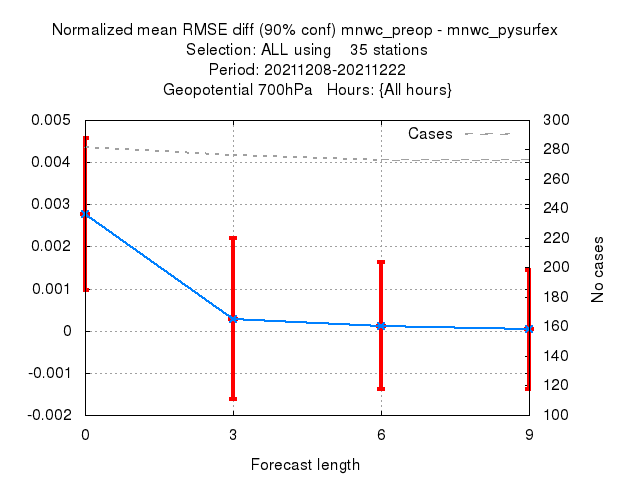 Normalized mean RMSE diff (90% conf) mnwc_preop - mnwc_pysurfex
Selection: ALL using    35 stations
Period: 20211208-20211222
Geopotential 700hPa   Hours: {All hours}
Cases
0.005
0.004
0.003
0.002
0.001
0
-0.001
-0.002
300
280
260
240
220
200
180
160
140
120
100
No cases
0 3 6 9
Forecast length